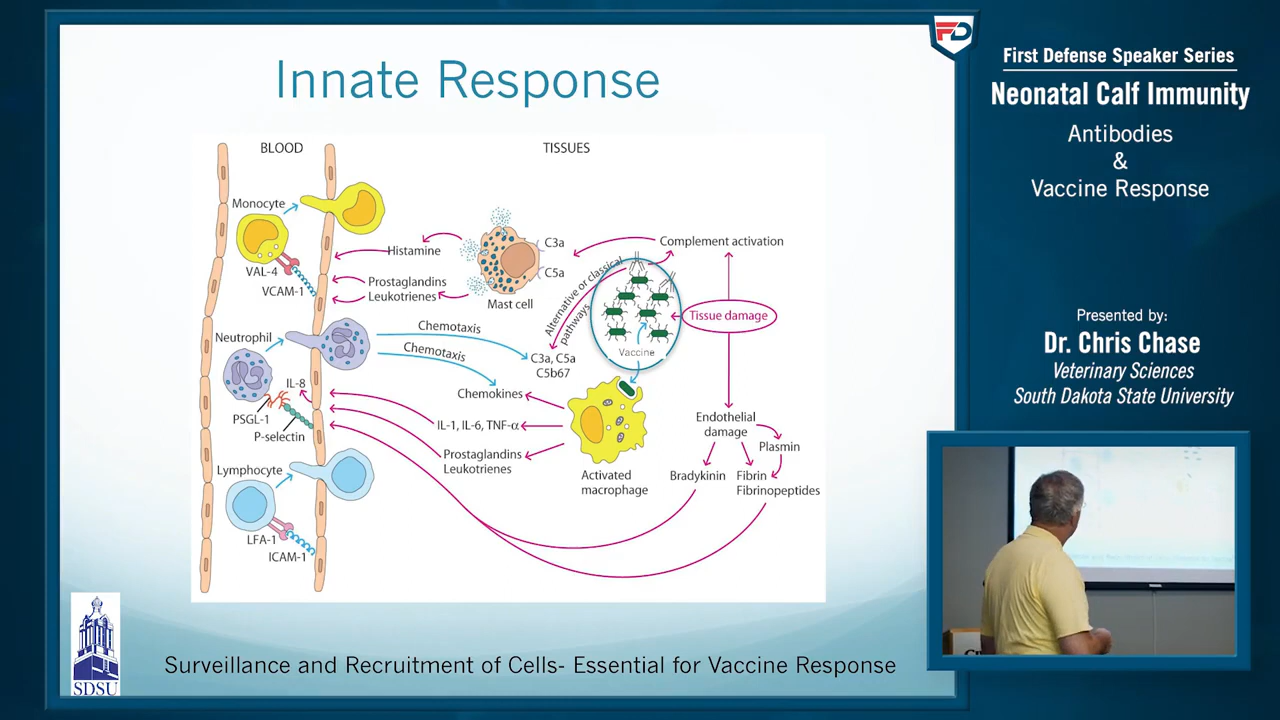 Innate Response
BLOOD
TISSUES
Monocyte
VAL-4
VCAM-1
Histamine
Prostaglandins
Leukotrienes
C3a
C5a
Mast cell
Complement activation
Alternative or classical
pathways
Tissue damage
Vaccine
Neutrophil
Chemotaxis
Chemotaxis
C3a, C5a
C5b67
IL-8
PSGL-1
P-selectin
Chemokines
IL-1, IL-6, TNF-α
Prostaglandins
Leukotrienes
Activated
macrophage
Endothelial
damage
Plasmin
Bradykinin
Fibrin
Fibrinopeptides
Lymphocyte
LFA-1
ICAM-1
SDSU
Surveillance and Recruitment of Cells- Essential for Vaccine Response
FD
First Defense Speaker Series
Neonatal Calf Immunity
Antibodies
&
Vaccine Response
Presented by:
Dr. Chris Chase
Veterinary Sciences
South Dakota State University